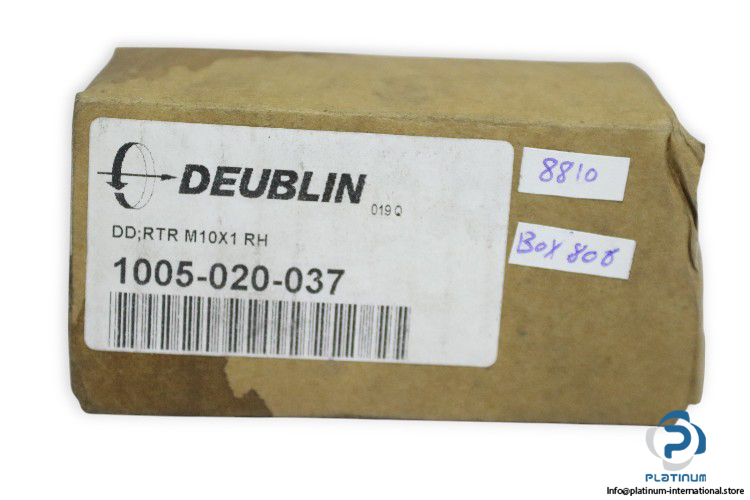 DEUBLIN
019 Q
DD;RTR M10X1 RH
1005-020-037
8810
BOX 808
PLATINUM
Info@platinum-international.store